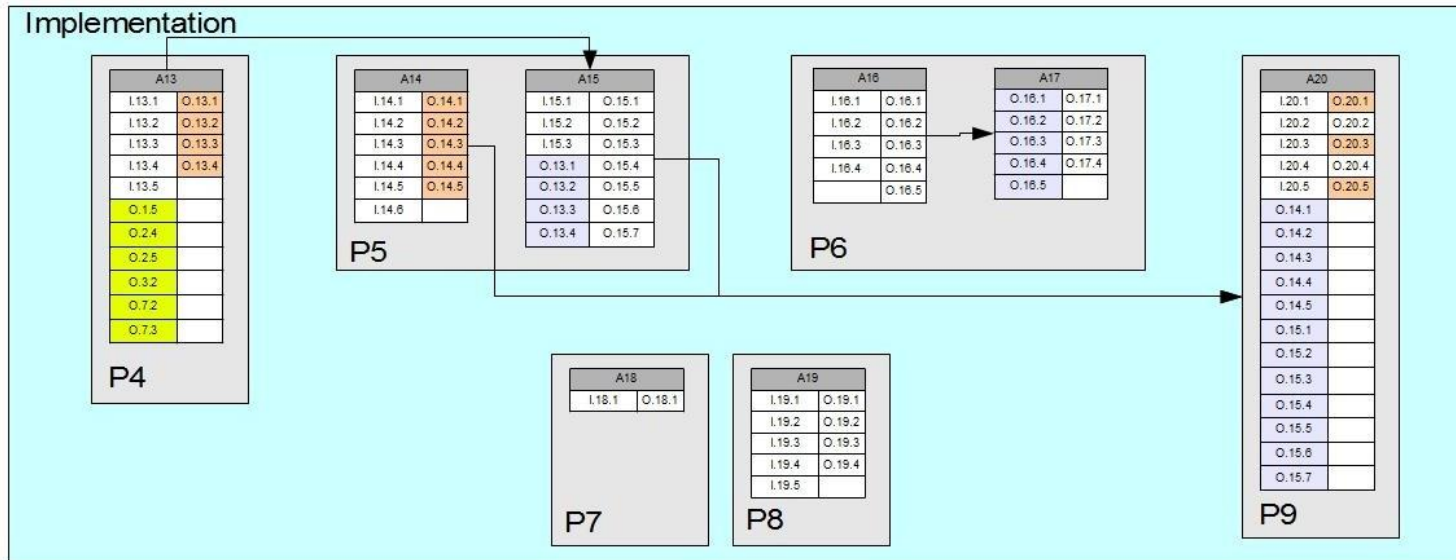 Implementation
A13
I.13.1 O.13.1
I.13.2 O.13.2
I.13.3 O.13.3
I.13.4 O.13.4
I.13.5
O.1.5
O.2.4
O.2.5
O.3.2
O.7.2
O.7.3
P4
A14
I.14.1 O.14.1
I.14.2 O.14.2
I.14.3 O.14.3
I.14.4 O.14.4
I.14.5 O.14.5
I.14.6
A15
I.15.1 O.15.1
I.15.2 O.15.2
I.15.3 O.15.3
O.13.1 O.15.4
O.13.2 O.15.5
O.13.3 O.15.6
O.13.4 O.15.7
P5
A16
I.16.1 O.16.1
I.16.2 O.16.2
I.16.3 O.16.3
I.16.4 O.16.4
O.16.5
A17
O.16.1 O.17.1
O.16.2 O.17.2
O.16.3 O.17.3
O.16.4 O.17.4
O.16.5
P6
A18
I.18.1 O.18.1
P7
A19
I.19.1 O.19.1
I.19.2 O.19.2
I.19.3 O.19.3
I.19.4 O.19.4
I.19.5
P8
A20
I.20.1 O.20.1
I.20.2 O.20.2
I.20.3 O.20.3
I.20.4 O.20.4
I.20.5 O.20.5
O.14.1
O.14.2
O.14.3
O.14.4
O.14.5
O.15.1
O.15.2
O.15.3
O.15.4
O.15.5
O.15.6
O.15.7
P9